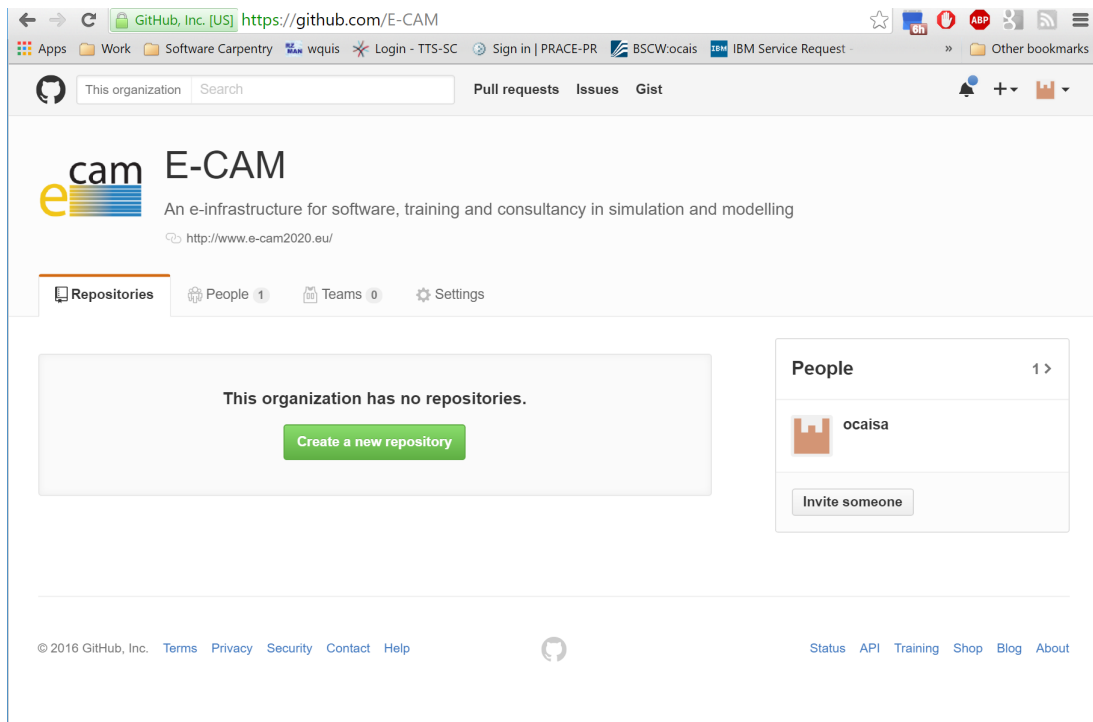 GitHub, Inc. [US] https://github.com/E-CAM
6h
ABP
Apps Work Software Carpentry wquis Login - TTS-SC Sign in | PRACE-PR BSCW:ocais IBM IBM Service Request - » Other bookmarks
This organization Search Pull requests Issues Gist
e cam
E-CAM
An e-infrastructure for software, training and consultancy in simulation and modelling
http://www.e-cam2020.eu/
Repositories People 1 Teams 0 Settings
This organization has no repositories.
Create a new repository
People 1
ocaisa
Invite someone
© 2016 GitHub, Inc. Terms Privacy Security Contact Help Status API Training Shop Blog About